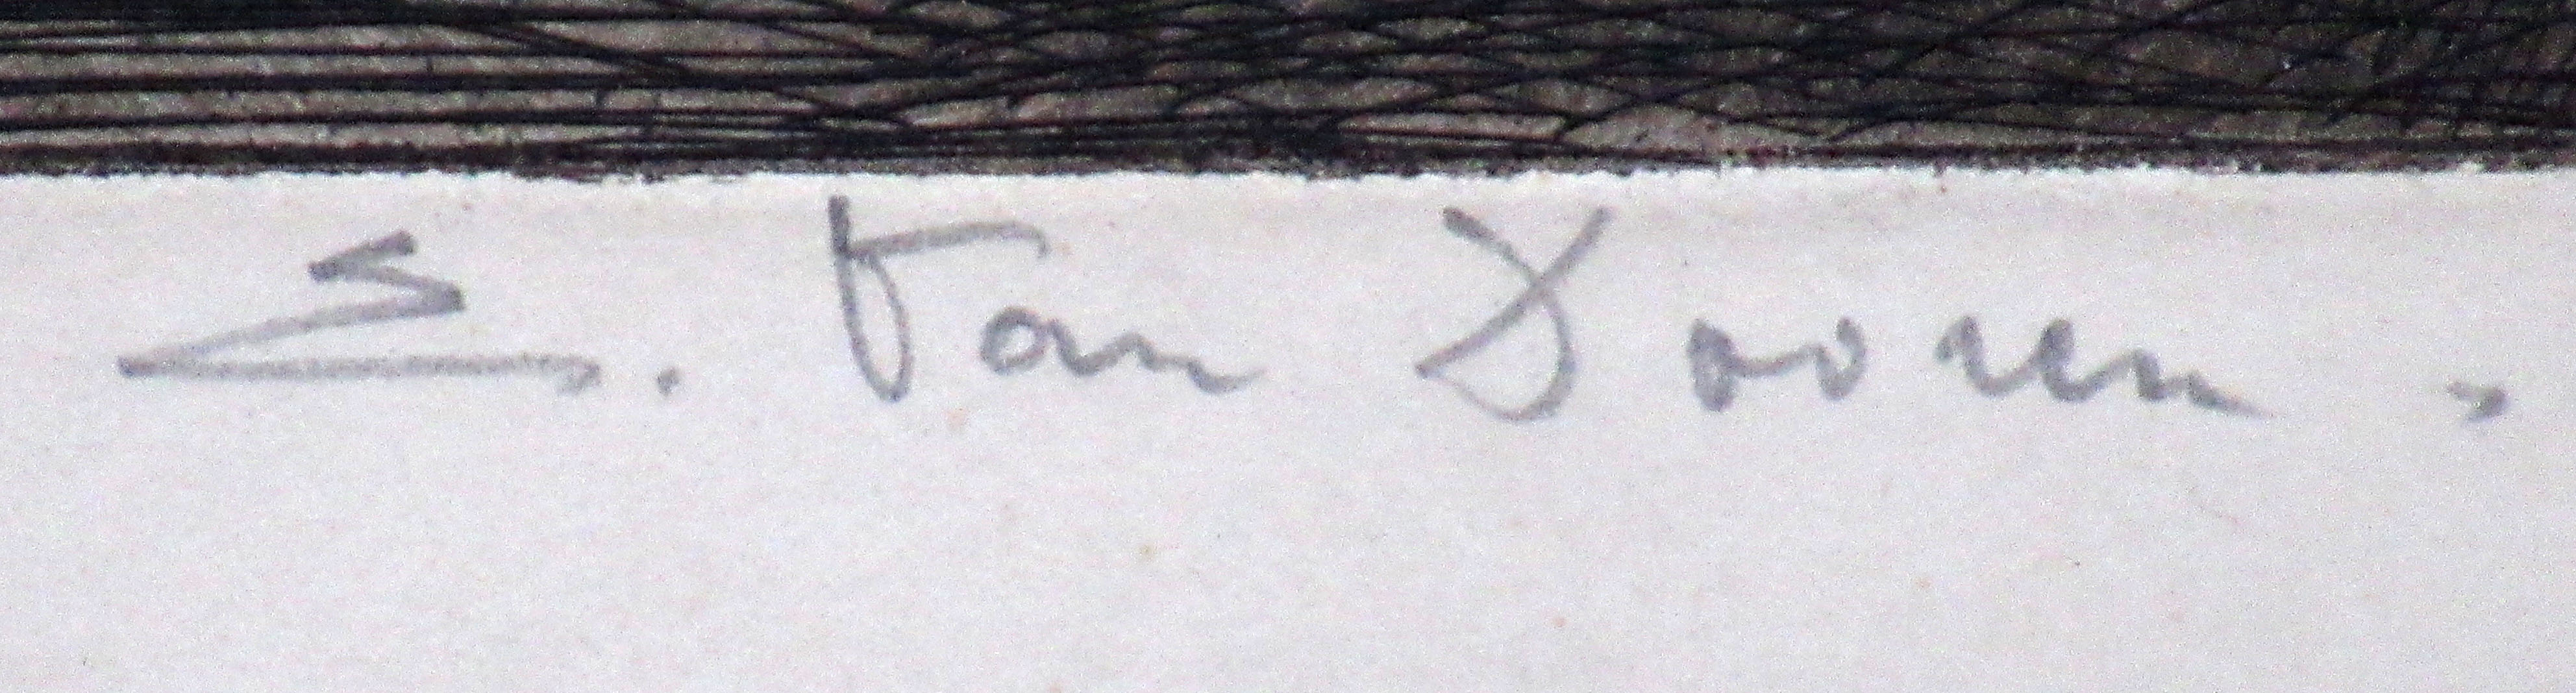 E. Van Dooren.